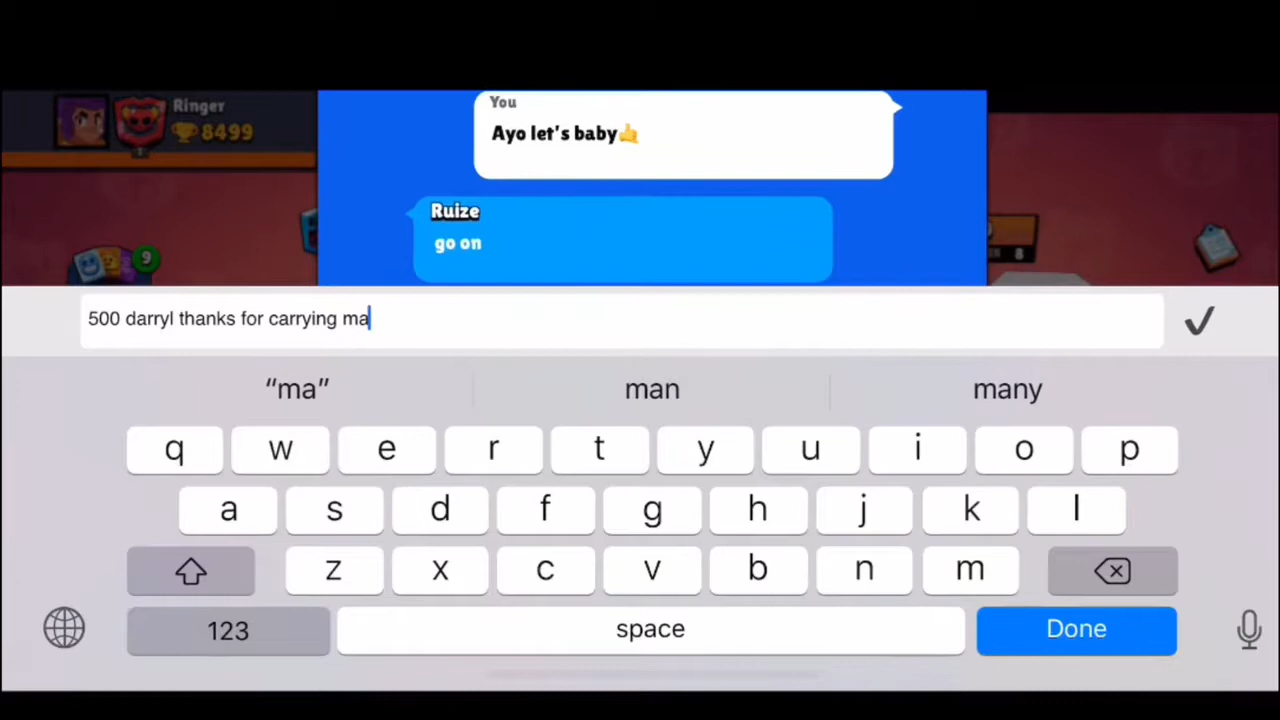 Ringer
8499
You
Ayo let's baby🤙
Ruize
go on
9
8
500 darryl thanks for carrying ma
“ma” man many
q w e r t y u i o p
a s d f g h j k l
z x c v b n m
123 space Done